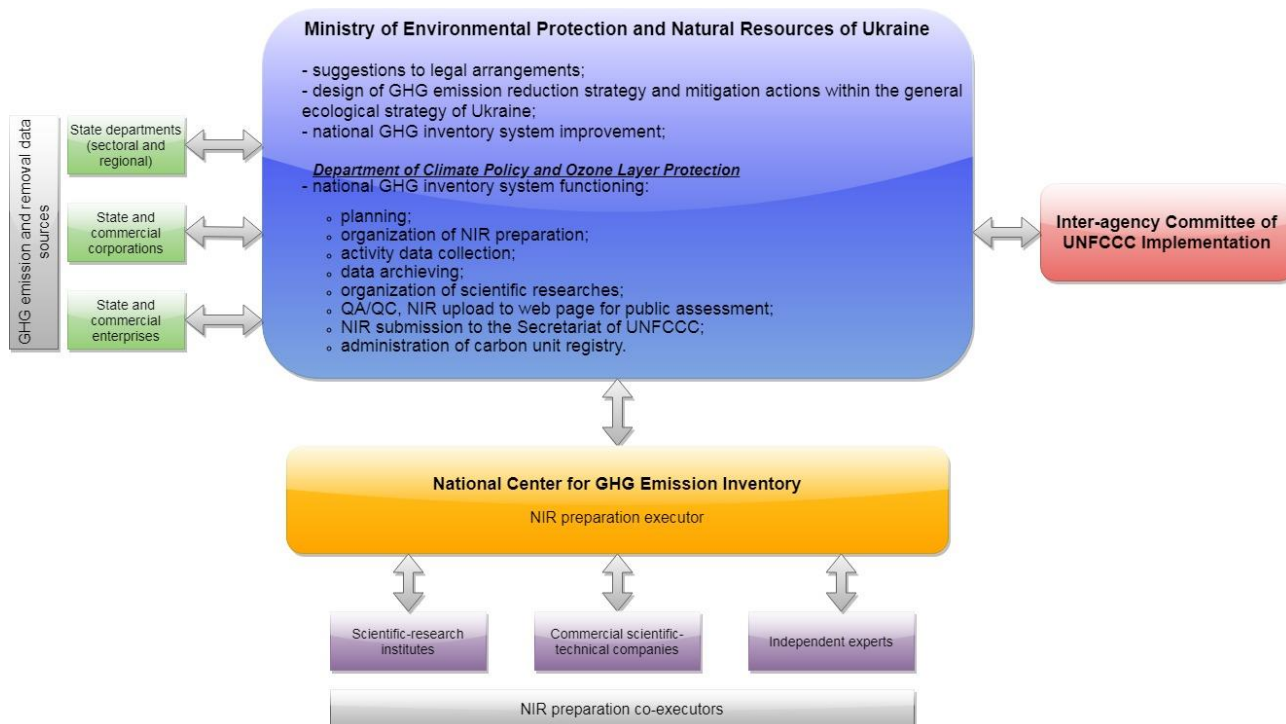 Ministry of Environmental Protection and Natural Resources of Ukraine
- suggestions to legal arrangements;
- design of GHG emission reduction strategy and mitigation actions within the general
ecological strategy of Ukraine;
- national GHG inventory system improvement;
Department of Climate Policy and Ozone Layer Protection
- national GHG inventory system functioning:
∘ planning;
∘ organization of NIR preparation;
∘ activity data collection;
∘ data archieving;
∘ organization of scientific researches;
∘ QA/QC, NIR upload to web page for public assessment;
∘ NIR submission to the Secretariat of UNFCCC;
∘ administration of carbon unit registry.
GHG emission and removal data
sources
State departments
(sectoral and
regional)
State and
commercial
corporations
State and
commercial
enterprises
Inter-agency Committee of
UNFCCC Implementation
National Center for GHG Emission Inventory
NIR preparation executor
Scientific-research
institutes
Commercial scientific-
technical companies
Independent experts
NIR preparation co-executors